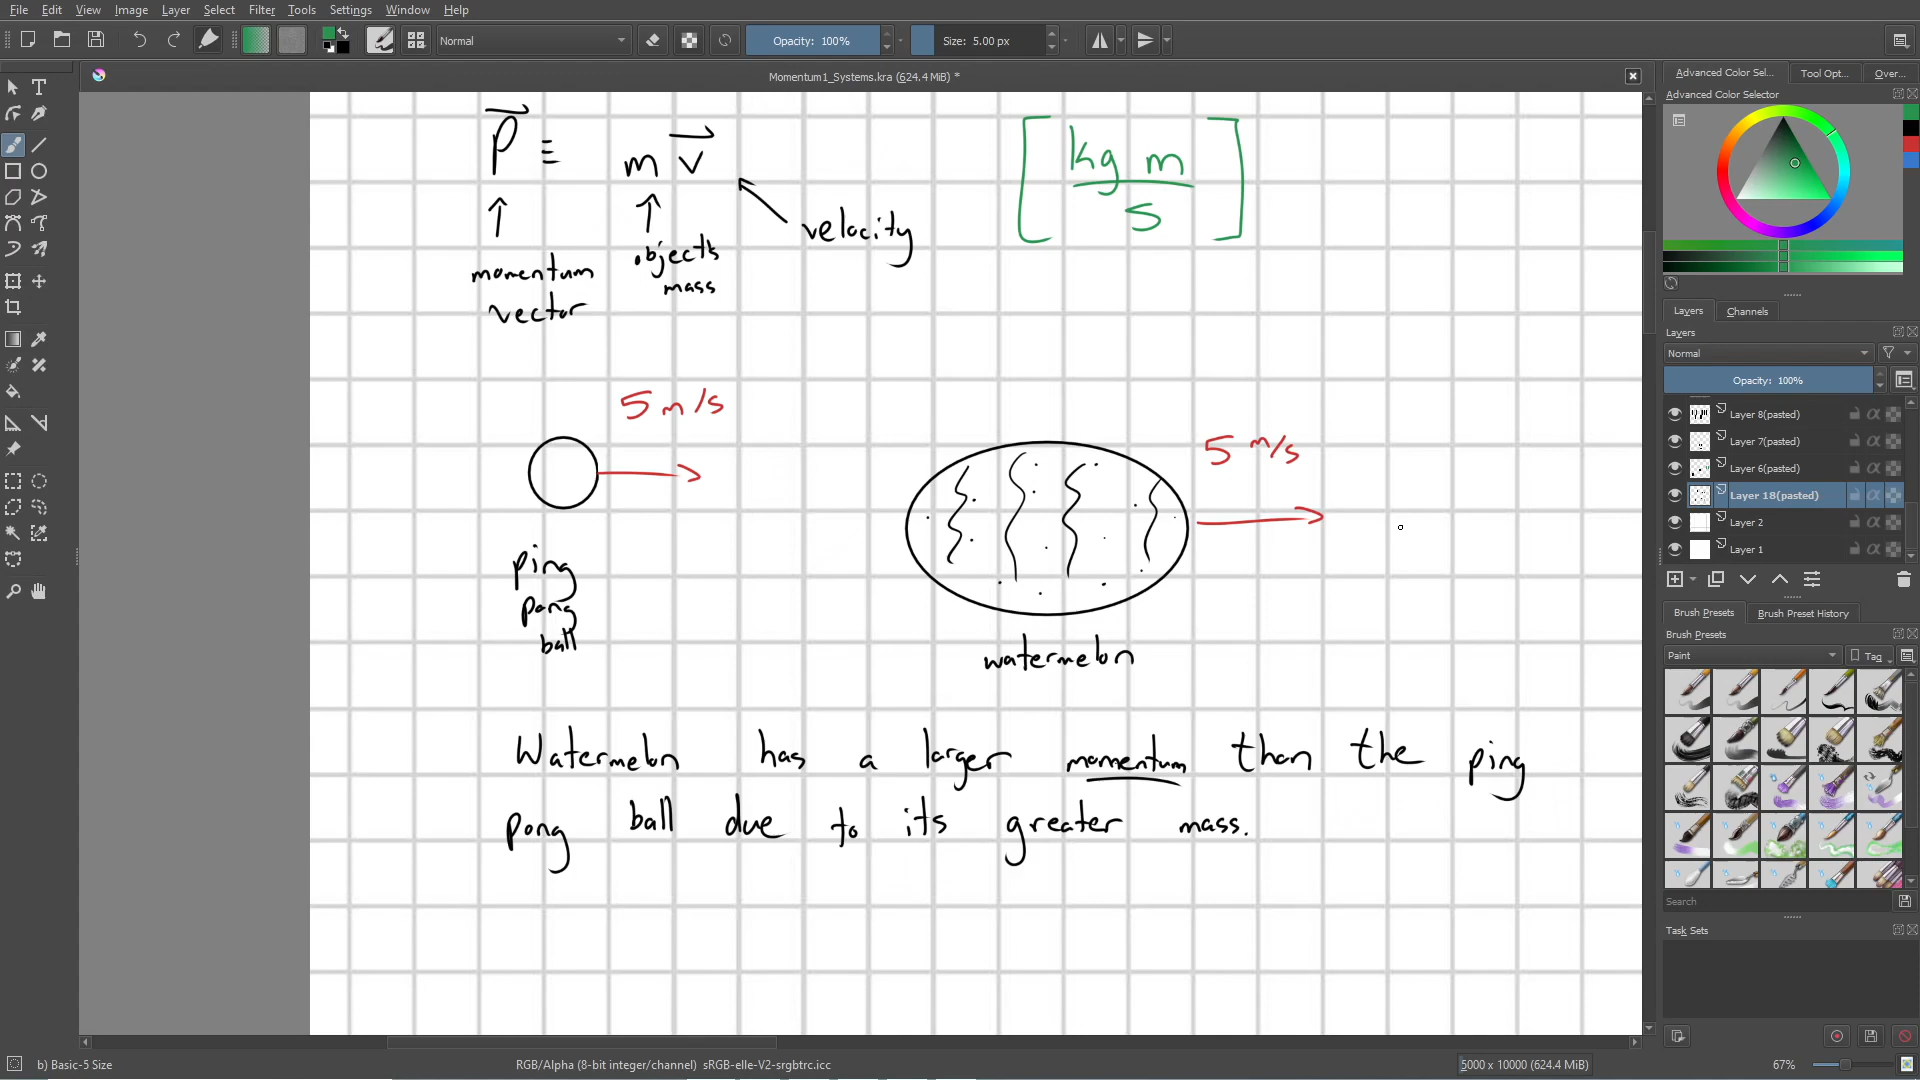 File Edit View Image Layer Select Filter Tools Settings Window Help
Normal
Opacity: 100%
Size: 5.00 px
Momentum1_Systems.kra (624.4 MiB) *
Advanced Color Sel...
Tool Opt...
Over...
Advanced Color Selector
P ≡ m v
[kg m / s]
velocity
object's
mass
momentum
vector
5 m/s
5 m/s
ping
pong
ball
watermelon
Watermelon has a larger momentum than the ping
pong ball due to its greater mass.
Layers
Channels
Layers
Normal
Opacity: 100%
Layer 8(pasted)
Layer 7(pasted)
Layer 6(pasted)
Layer 18(pasted)
Layer 2
Layer 1
Brush Presets
Brush Preset History
Brush Presets
Paint
Tag
Search
Task Sets
b) Basic-5 Size
RGB/Alpha (8-bit integer/channel) sRGB-elle-V2-srgbtrc.icc
5000 x 10000 (624.4 MiB)
67%